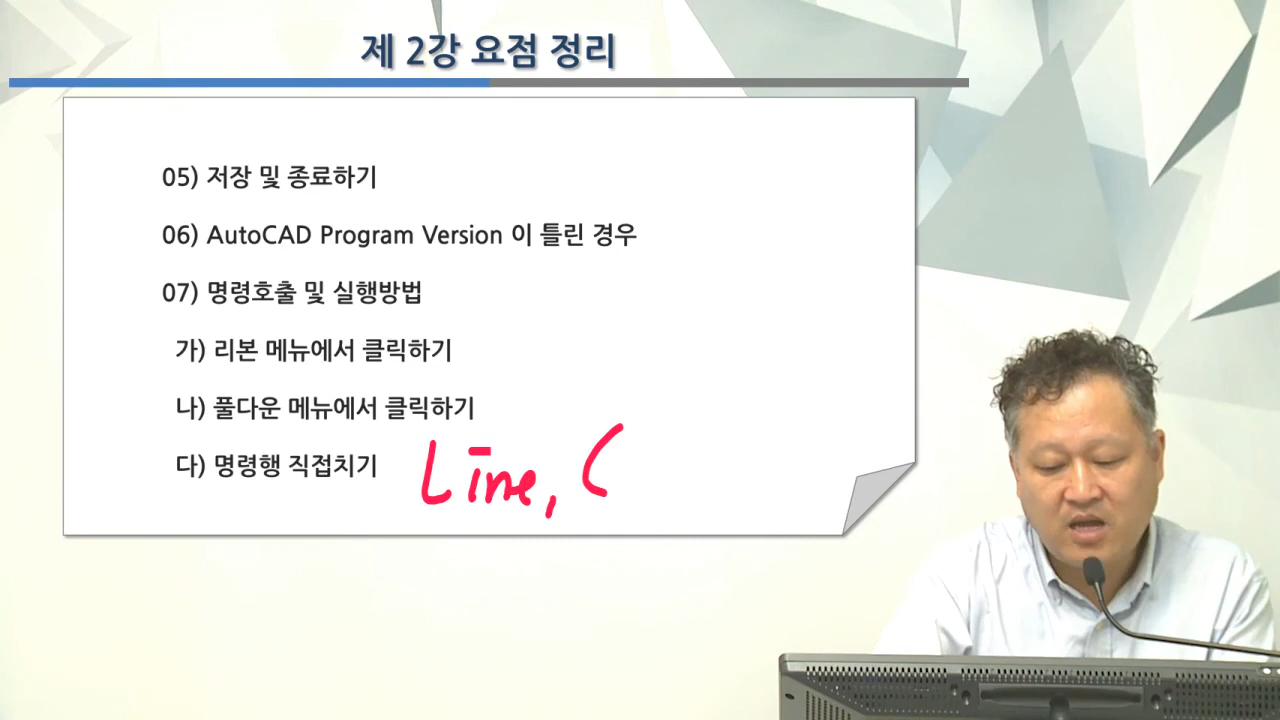 제 2강 요점 정리
05) 저장 및 종료하기
06) AutoCAD Program Version 이 틀린 경우
07) 명령호출 및 실행방법
가) 리본 메뉴에서 클릭하기
나) 풀다운 메뉴에서 클릭하기
다) 명령행 직접치기 Line, C